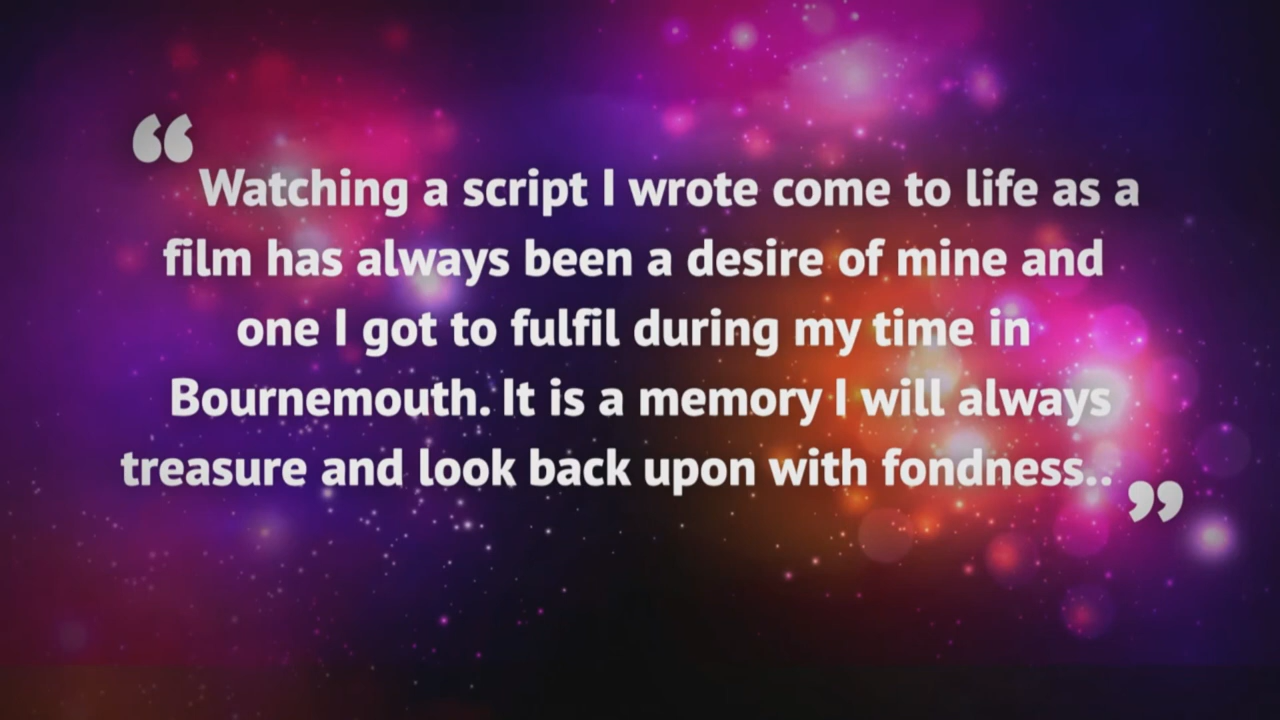 “Watching a script I wrote come to life as a
film has always been a desire of mine and
one I got to fulfil during my time in
Bournemouth. It is a memory I will always
treasure and look back upon with fondness..”